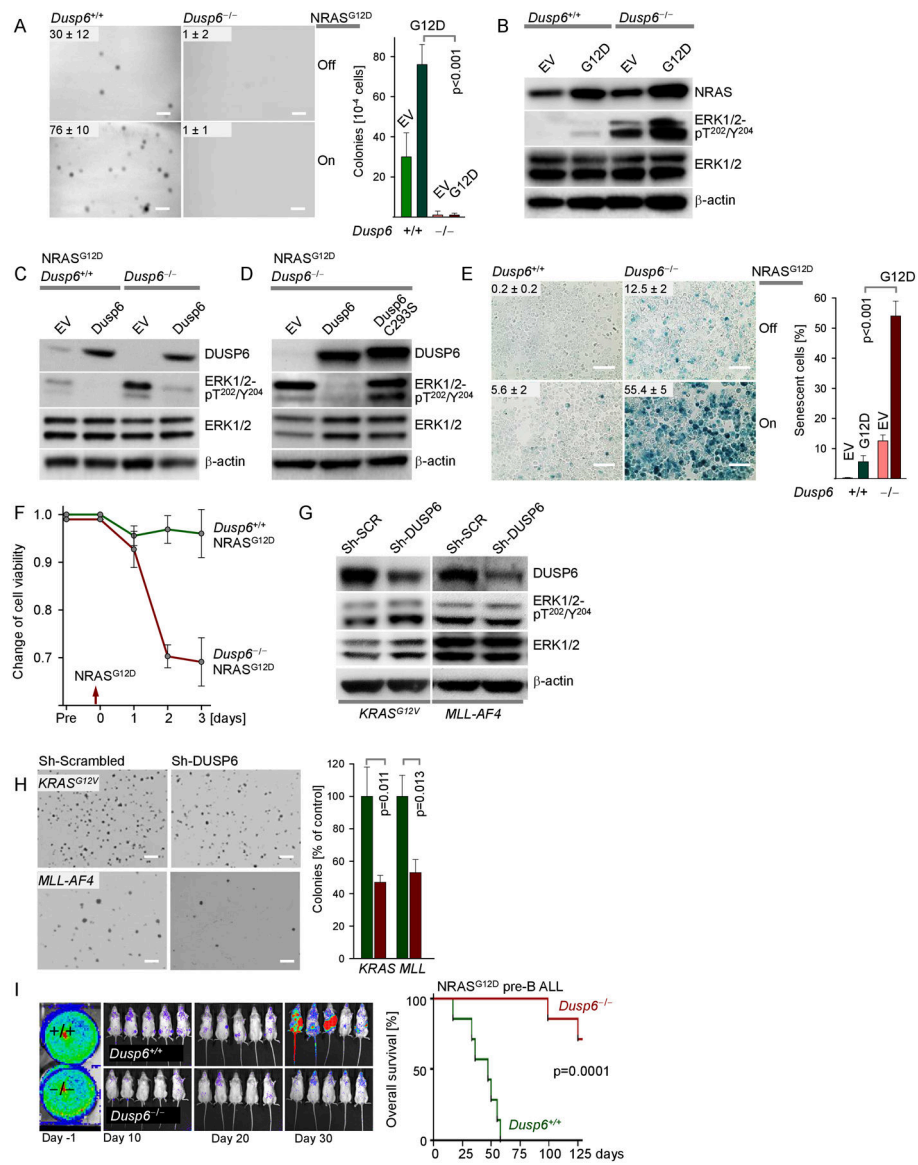 A
Dusp6+/+
Dusp6−/−
NRASG12D
30 ± 12
1 ± 2
Off
76 ± 10
1 ± 1
On
G12D
p<0.001
Colonies [10-4 cells]
80
60
40
20
EV
EV
G12D
Dusp6
+/+
−/−
B
Dusp6+/+
Dusp6−/−
EV
G12D
EV
G12D
NRAS
ERK1/2-
pT202/Y204
ERK1/2
β-actin
C
NRASG12D
Dusp6+/+
Dusp6−/−
EV
Dusp6
EV
Dusp6
DUSP6
ERK1/2-
pT202/Y204
ERK1/2
β-actin
D
NRASG12D
Dusp6−/−
EV
Dusp6
Dusp6
C293S
DUSP6
ERK1/2-
pT202/Y204
ERK1/2
β-actin
E
Dusp6+/+
Dusp6−/−
NRASG12D
0.2 ± 0.2
12.5 ± 2
Off
5.6 ± 2
55.4 ± 5
On
G12D
p<0.001
Senescent cells [%]
60
50
40
30
20
10
EV
G12D
EV
Dusp6
+/+
−/−
F
Change of cell viability
1.0
0.9
0.8
0.7
Dusp6+/+
NRASG12D
Dusp6−/−
NRASG12D
NRASG12D
Pre 0 1 2 3 [days]
G
Sh-SCR
Sh-DUSP6
Sh-SCR
Sh-DUSP6
DUSP6
ERK1/2-
pT202/Y204
ERK1/2
β-actin
KRASG12V
MLL-AF4
H
Sh-Scrambled
Sh-DUSP6
KRASG12V
MLL-AF4
Colonies [% of control]
120
100
80
60
40
20
0
p=0.011
p=0.013
KRAS MLL
I
+/+
−/−
Dusp6+/+
Dusp6−/−
Day -1
Day 10
Day 20
Day 30
NRASG12D pre-B ALL
Overall survival [%]
100
50
0
Dusp6−/−
p=0.0001
Dusp6+/+
0 25 50 75 100 125 days